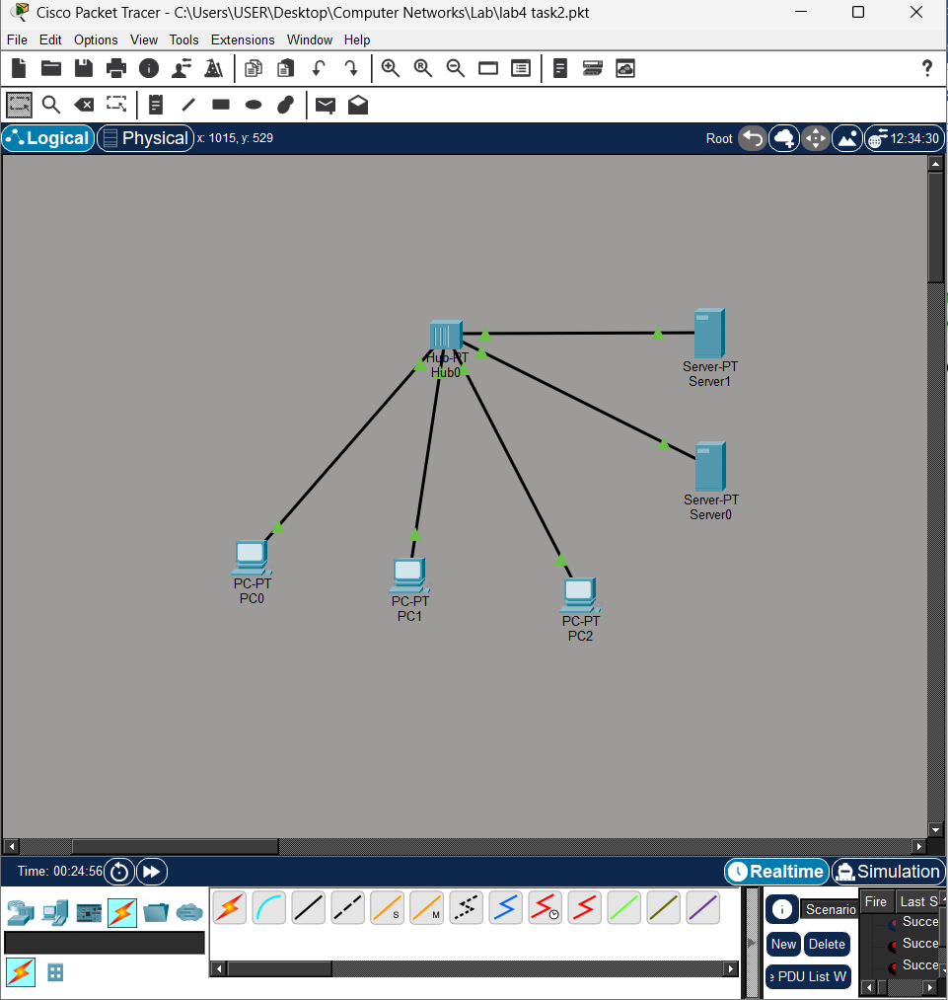 Cisco Packet Tracer - C:\Users\USER\Desktop\Computer Networks\Lab\lab4 task2.pkt
File Edit Options View Tools Extensions Window Help
?
Logical Physical x: 1015, y: 529 Root 12:34:30
Hub-PT
Hub0
Server-PT
Server1
Server-PT
Server0
PC-PT
PC0
PC-PT
PC1
PC-PT
PC2
Time: 00:24:56 Realtime Simulation
S M
Scenario
Fire Last S
Succe
New Delete
Succe
Succe
e PDU List W